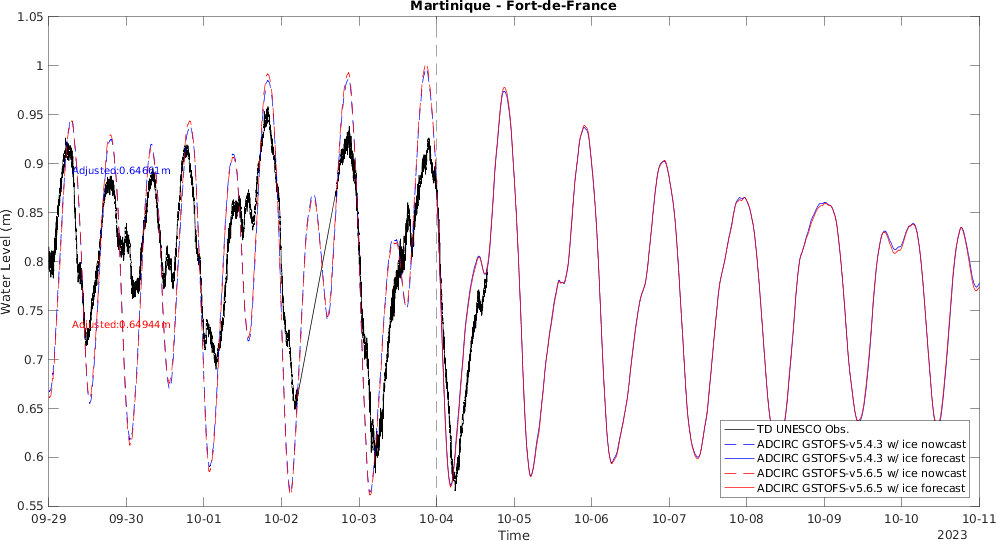 Martinique - Fort-de-France
1.05
1
0.95
0.9
0.85
0.8
0.75
0.7
0.65
0.6
0.55
Water Level (m)
Adjusted:0.64661m
Adjusted:0.64944m
TD UNESCO Obs.
ADCIRC GSTOFS-v5.4.3 w/ ice nowcast
ADCIRC GSTOFS-v5.4.3 w/ ice forecast
ADCIRC GSTOFS-v5.6.5 w/ ice nowcast
ADCIRC GSTOFS-v5.6.5 w/ ice forecast
09-29 09-30 10-01 10-02 10-03 10-04 10-05 10-06 10-07 10-08 10-09 10-10 10-11
Time
2023